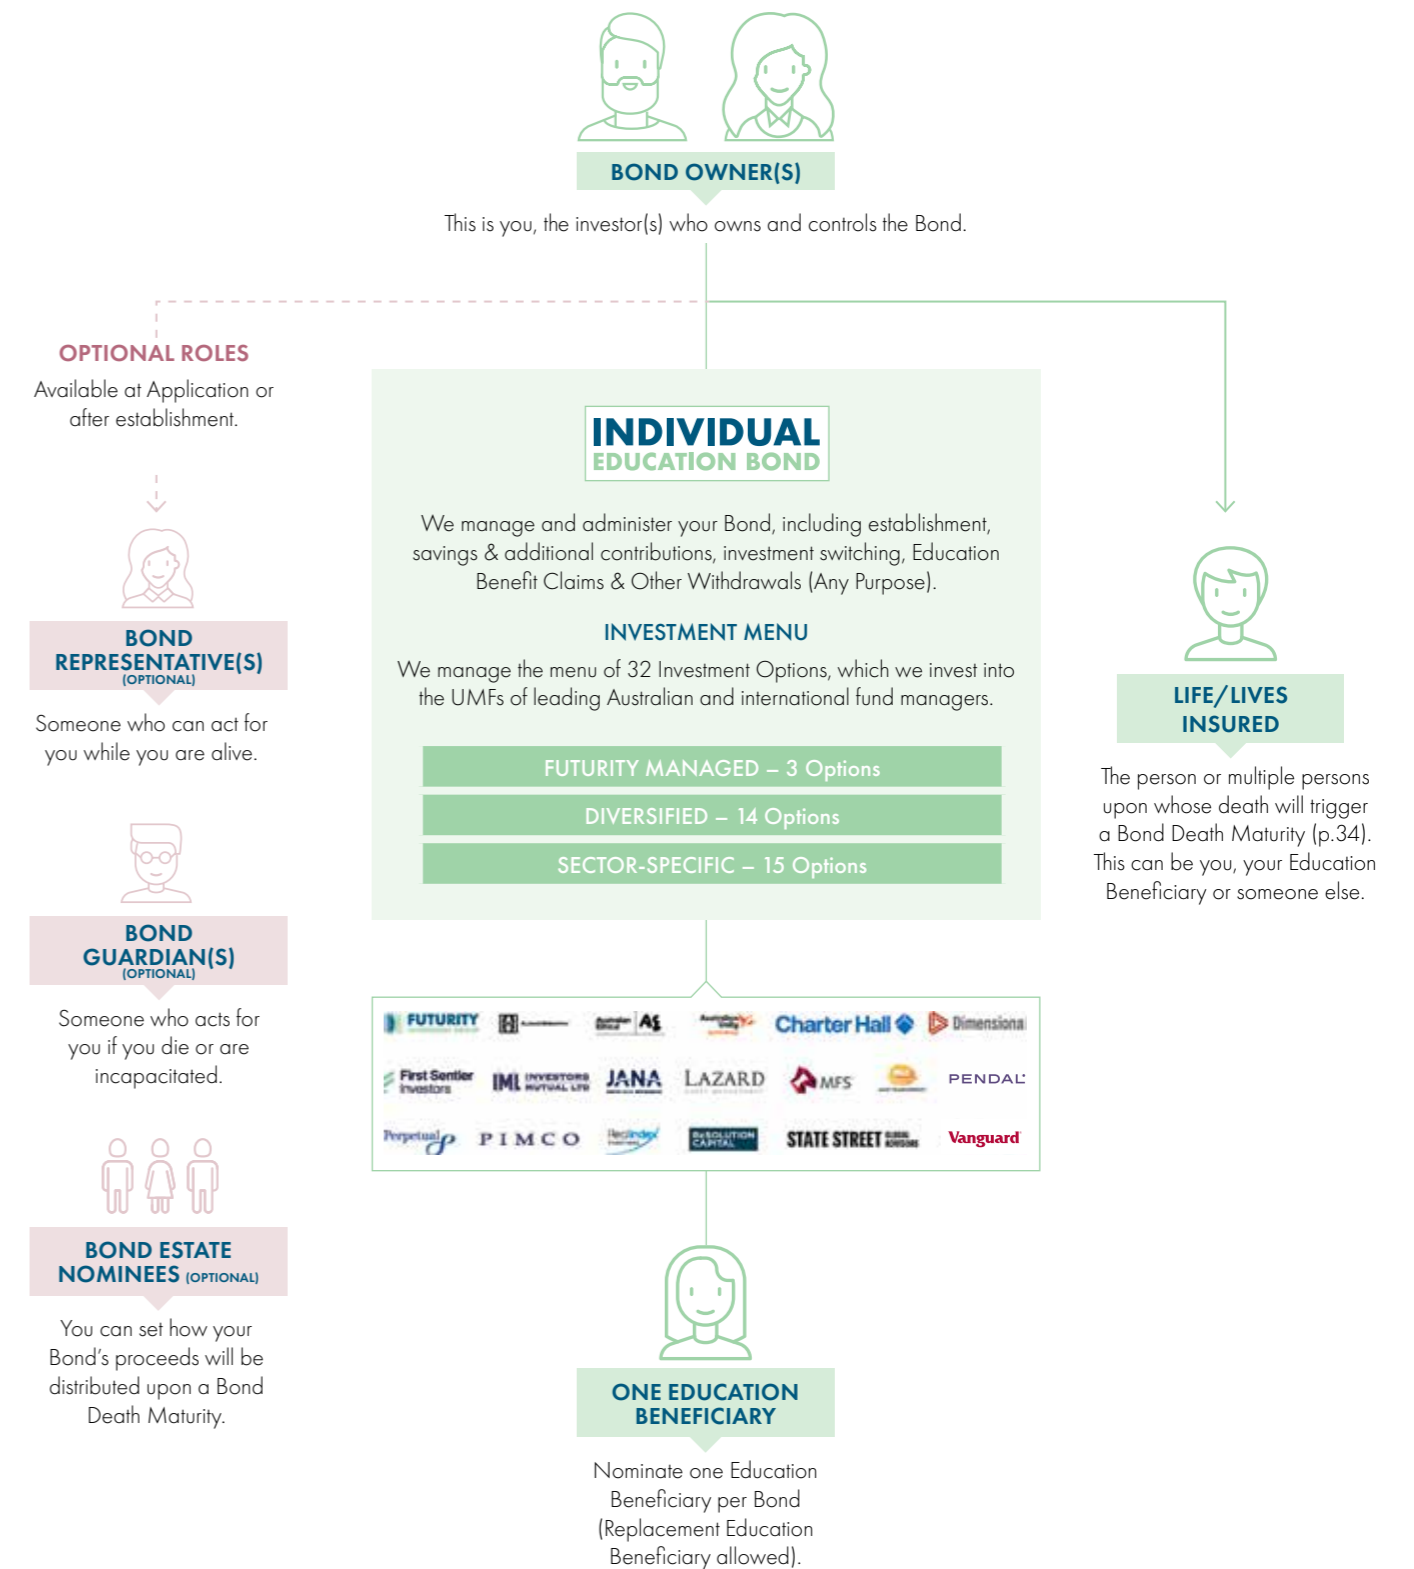 BOND OWNER(S)
This is you, the investor(s) who owns and controls the Bond.
OPTIONAL ROLES
Available at Application or
after establishment.
BOND
REPRESENTATIVE(S)
(OPTIONAL)
Someone who can act for
you while you are alive.
BOND
GUARDIAN(S)
(OPTIONAL)
Someone who acts for
you if you die or are
incapacitated.
BOND ESTATE
NOMINEES (OPTIONAL)
You can set how your
Bond's proceeds will be
distributed upon a Bond
Death Maturity.
INDIVIDUAL
EDUCATION BOND
We manage and administer your Bond, including establishment,
savings & additional contributions, investment switching, Education
Benefit Claims & Other Withdrawals (Any Purpose).
INVESTMENT MENU
We manage the menu of 32 Investment Options, which we invest into
the UMFs of leading Australian and international fund managers.
FUTURITY MANAGED – 3 Options
DIVERSIFIED – 14 Options
SECTOR-SPECIFIC – 15 Options
FUTURITY
Charter Hall
Dimensional
First Sentier
Investors
IML INVESTORS
MUTUAL LTD
JANA
LAZARD
MFS
PENDAL
Perpetual
PIMCO
RealIndex
RESOLUTION
CAPITAL
STATE STREET GLOBAL
ADVISORS
Vanguard
ONE EDUCATION
BENEFICIARY
Nominate one Education
Beneficiary per Bond
(Replacement Education
Beneficiary allowed).
LIFE/LIVES
INSURED
The person or multiple persons
upon whose death will trigger
a Bond Death Maturity (p.34).
This can be you, your Education
Beneficiary or someone else.